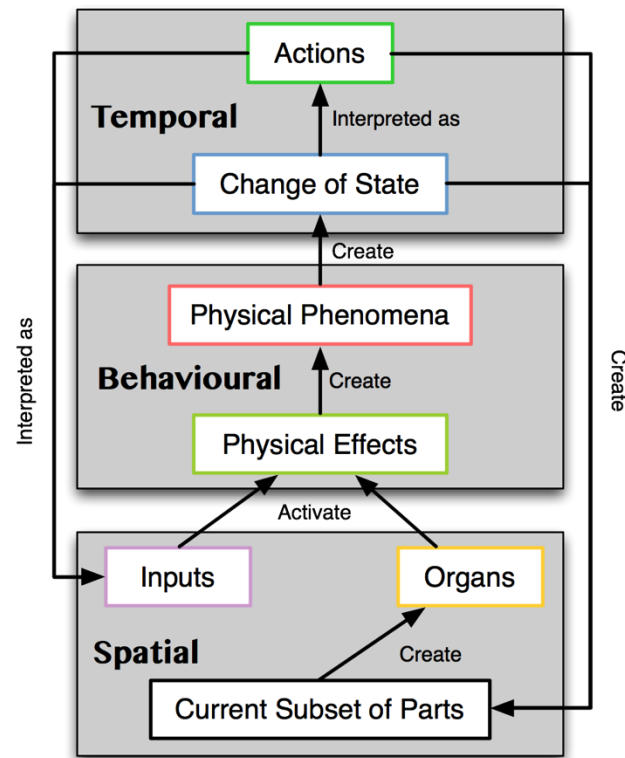 Actions
Temporal
Interpreted as
Change of State
Create
Physical Phenomena
Behavioural
Create
Physical Effects
Interpreted as
Create
Activate
Inputs
Organs
Spatial
Create
Current Subset of Parts